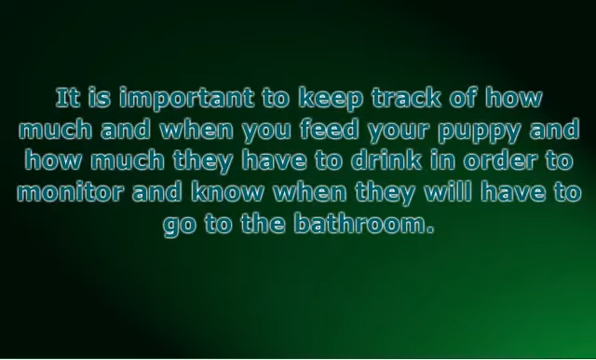 It is important to keep track of how
much and when you feed your puppy and
how much they have to drink in order to
monitor and know when they will have to
go to the bathroom.